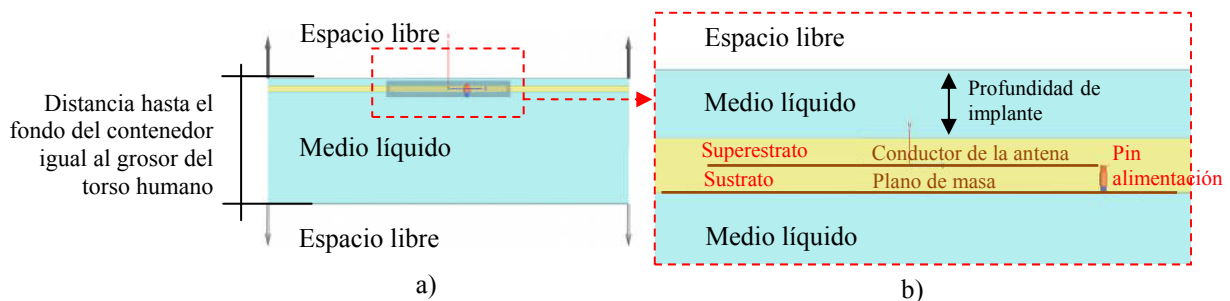 Espacio libre
Distancia hasta el
fondo del contenedor
igual al grosor del
torso humano
Medio líquido
Espacio libre
a)
Espacio libre
Medio líquido
Profundidad de
implante
Superestrato
Conductor de la antena
Pin
alimentación
Sustrato
Plano de masa
Medio líquido
b)